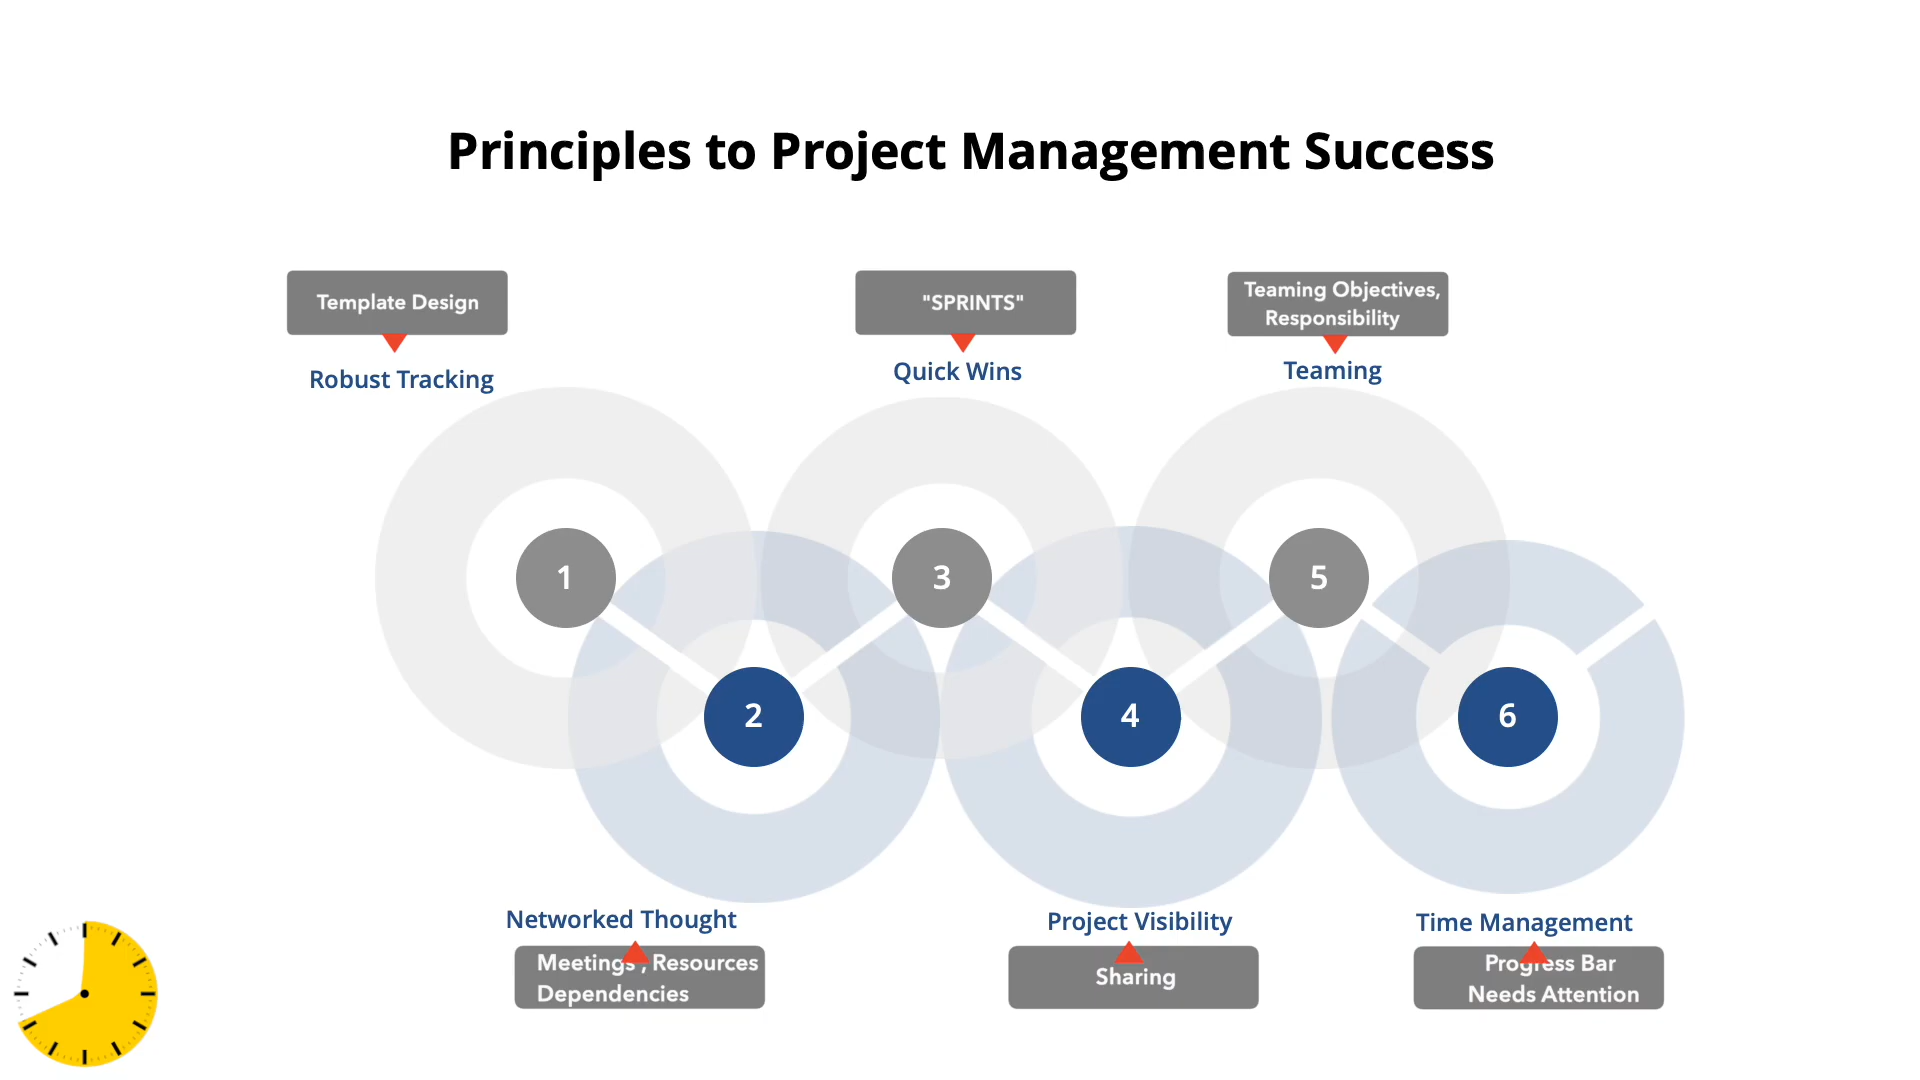 Principles to Project Management Success
Template Design
"SPRINTS"
Teaming Objectives,
Responsibility
Robust Tracking
Quick Wins
Teaming
1
3
5
2
4
6
Networked Thought
Project Visibility
Time Management
Meetings , Resources
Dependencies
Sharing
Progress Bar
Needs Attention